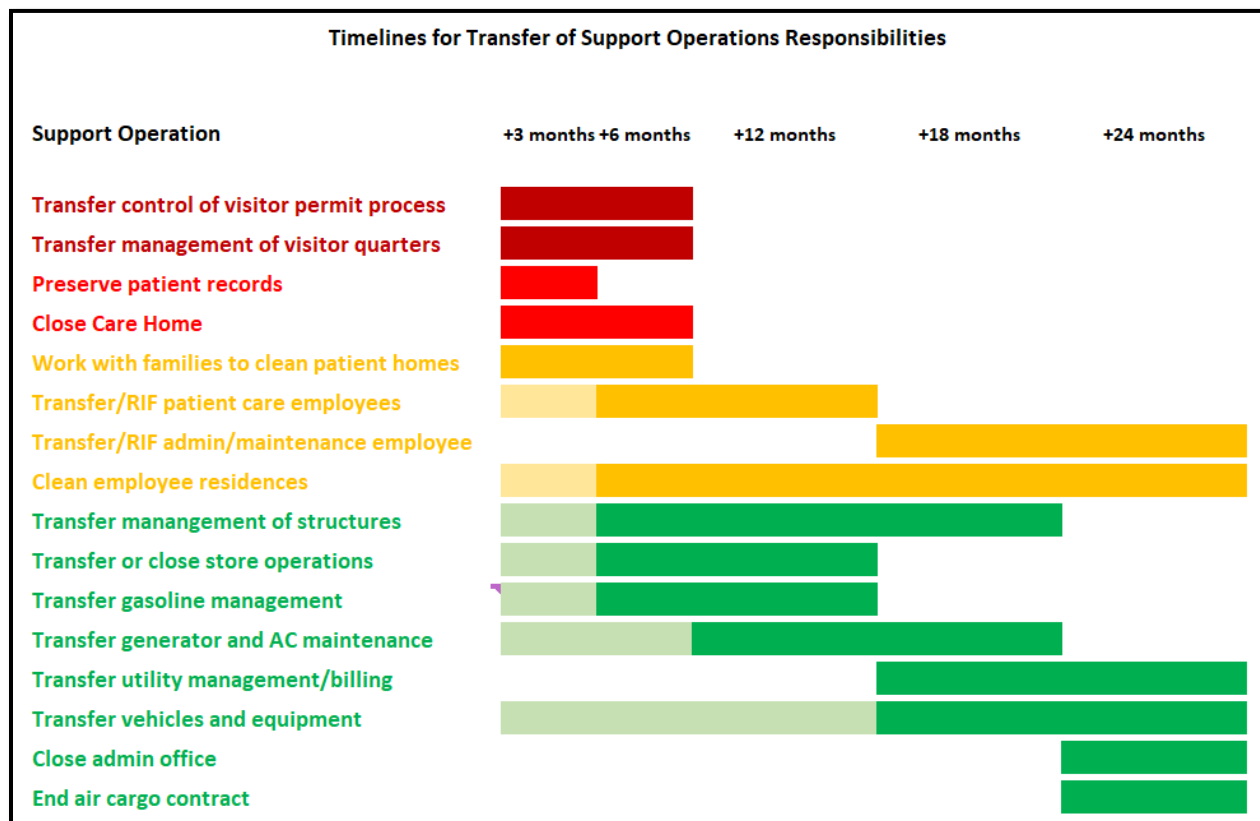 Timelines for Transfer of Support Operations Responsibilities
Support Operation +3 months +6 months +12 months +18 months +24 months
Transfer control of visitor permit process
Transfer management of visitor quarters
Preserve patient records
Close Care Home
Work with families to clean patient homes
Transfer/RIF patient care employees
Transfer/RIF admin/maintenance employee
Clean employee residences
Transfer manangement of structures
Transfer or close store operations
Transfer gasoline management
Transfer generator and AC maintenance
Transfer utility management/billing
Transfer vehicles and equipment
Close admin office
End air cargo contract